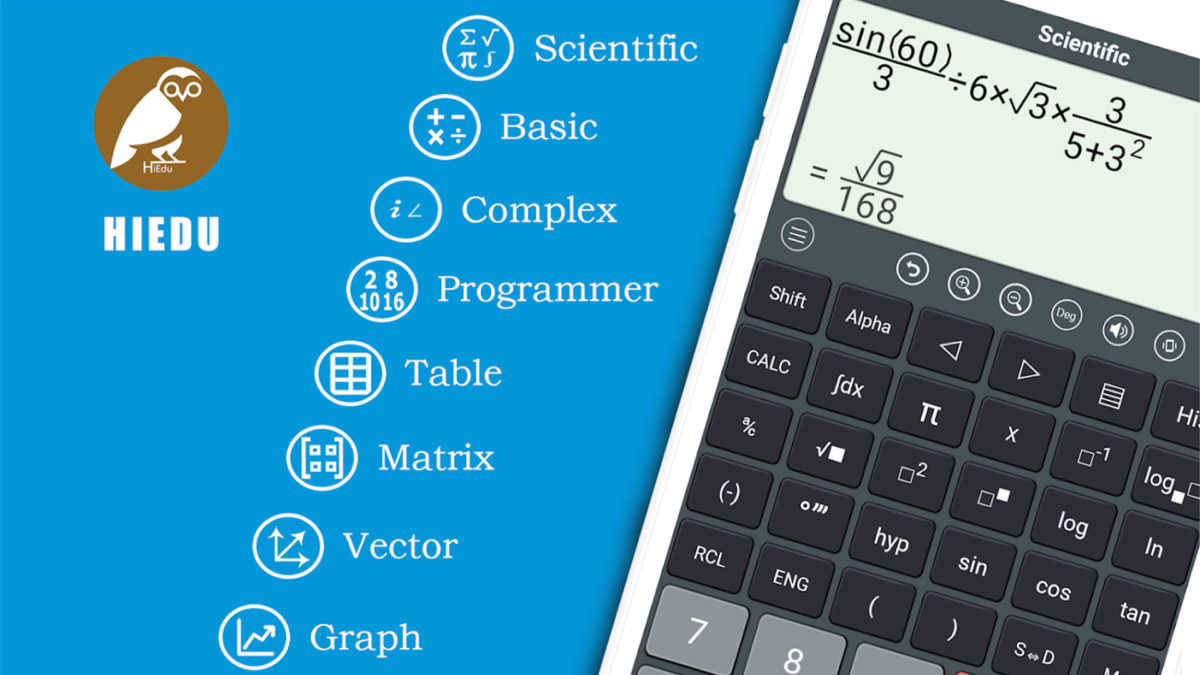 HiEdu
HIEDU
Σ √
π ∫
Scientific
+ −
× ÷
Basic
i ∠
Complex
2 8
10 16
Programmer
Table
Matrix
Vector
Graph
Scientific
sin(60)/3 ÷6×√3× 3/(5+3²)
= √9/168
Deg
Shift
Alpha
CALC
∫dx
π
x
□⁻¹
a b/c
√■
□²
□■
log■□
(-)
° ’ ”
hyp
sin
log
ln
RCL
ENG
(
)
cos
tan
S⇔D
7
8